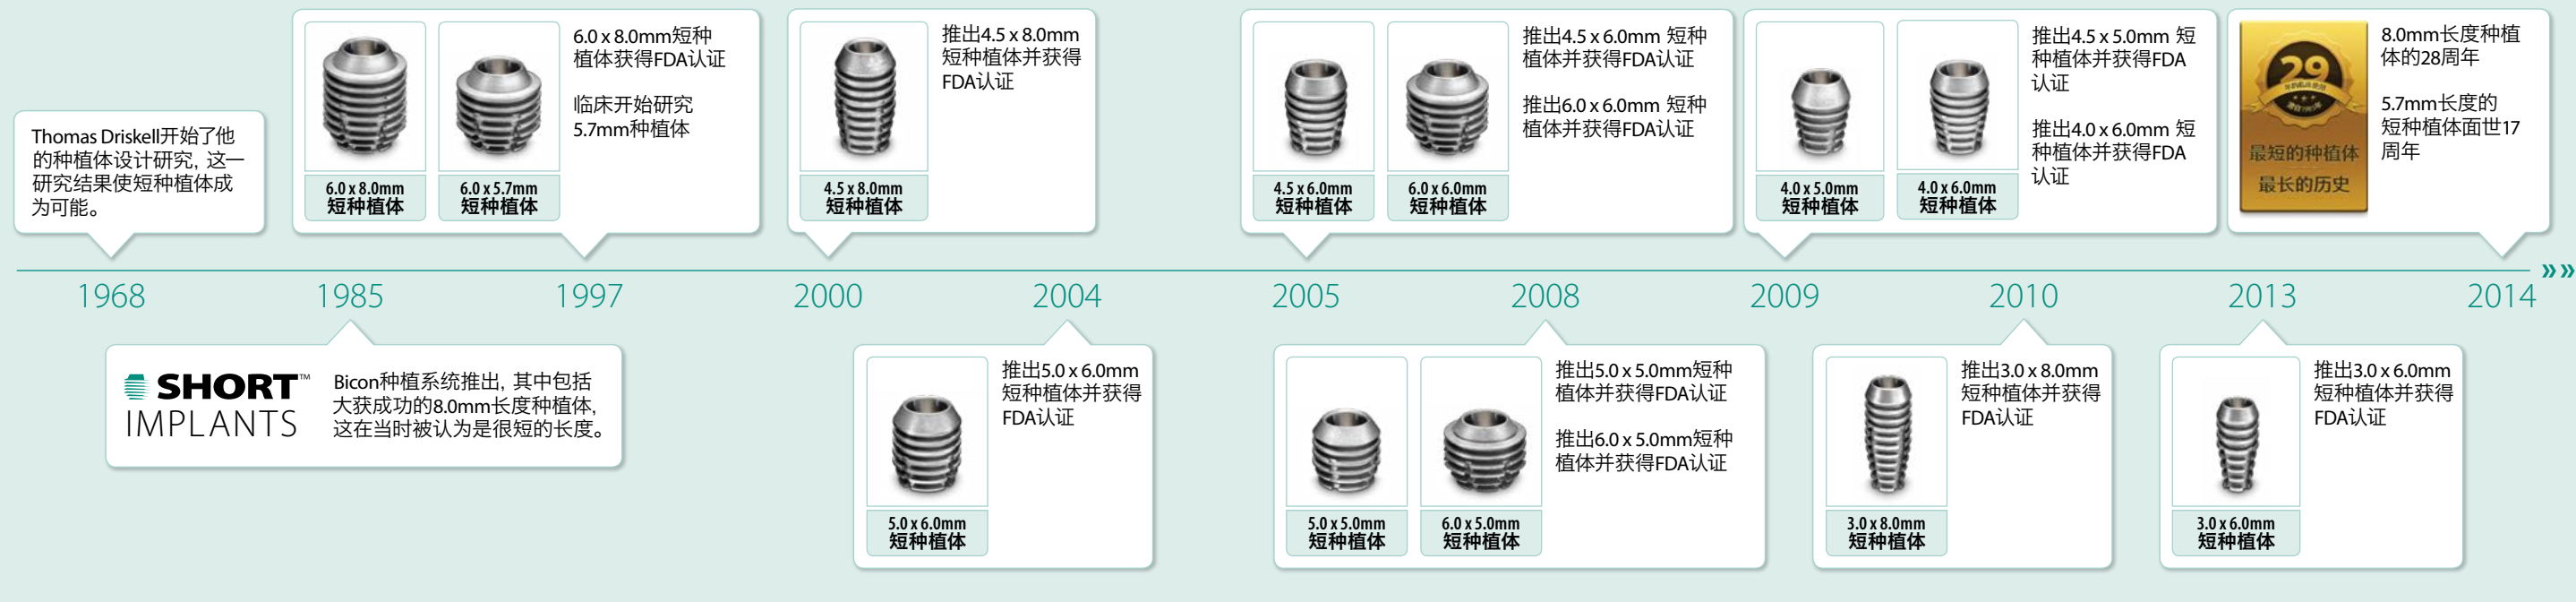 Thomas Driskell开始了他
的种植体设计研究, 这一
研究结果使短种植体成
为可能。
6.0 x 8.0mm
短种植体
6.0 x 5.7mm
短种植体
6.0 x 8.0mm短种
植体获得FDA认证
临床开始研究
5.7mm种植体
4.5 x 8.0mm
短种植体
推出4.5 x 8.0mm
短种植体并获得
FDA认证
4.5 x 6.0mm
短种植体
6.0 x 6.0mm
短种植体
推出4.5 x 6.0mm 短种
植体并获得FDA认证
推出6.0 x 6.0mm 短种
植体并获得FDA认证
4.0 x 5.0mm
短种植体
4.0 x 6.0mm
短种植体
推出4.5 x 5.0mm 短
种植体并获得FDA
认证
推出4.0 x 6.0mm 短
种植体并获得FDA
认证
29
最短的种植体
最长的历史
8.0mm长度种植
体的28周年
5.7mm长度的
短种植体面世17
周年
1968
1985
1997
2000
2004
2005
2008
2009
2010
2013
2014
»»
SHORT™
IMPLANTS
Bicon种植系统推出, 其中包括
大获成功的8.0mm长度种植体,
这在当时被认为是很短的长度。
5.0 x 6.0mm
短种植体
推出5.0 x 6.0mm
短种植体并获得
FDA认证
5.0 x 5.0mm
短种植体
6.0 x 5.0mm
短种植体
推出5.0 x 5.0mm短种
植体并获得FDA认证
推出6.0 x 5.0mm短种
植体并获得FDA认证
3.0 x 8.0mm
短种植体
推出3.0 x 8.0mm
短种植体并获得
FDA认证
3.0 x 6.0mm
短种植体
推出3.0 x 6.0mm
短种植体并获得
FDA认证